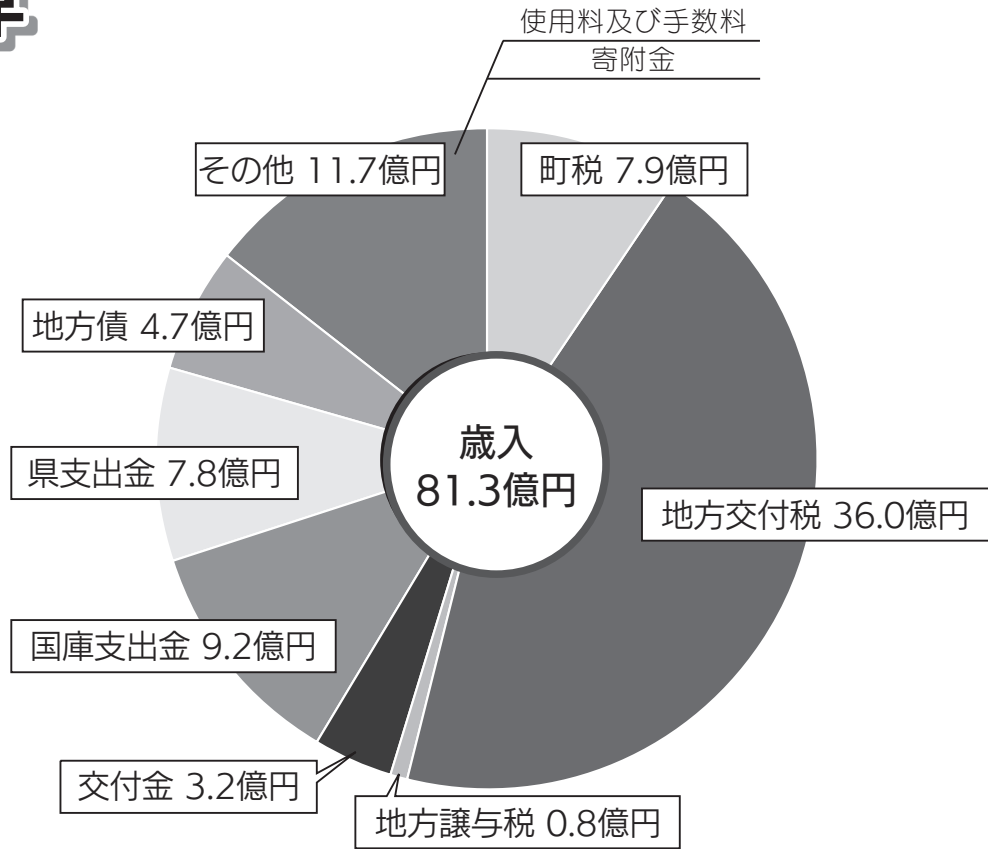 使用料及び手数料
寄附金
その他 11.7億円
町税 7.9億円
地方債 4.7億円
歳入
81.3億円
県支出金 7.8億円
地方交付税 36.0億円
国庫支出金 9.2億円
交付金 3.2億円
地方譲与税 0.8億円